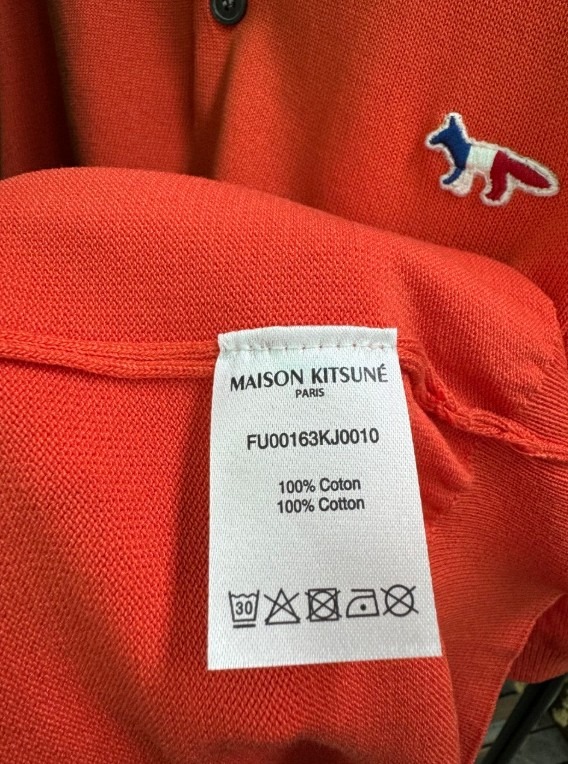 MAISON KITSUNÉ
PARIS
FU00163KJ0010
100% Coton
100% Cotton
30